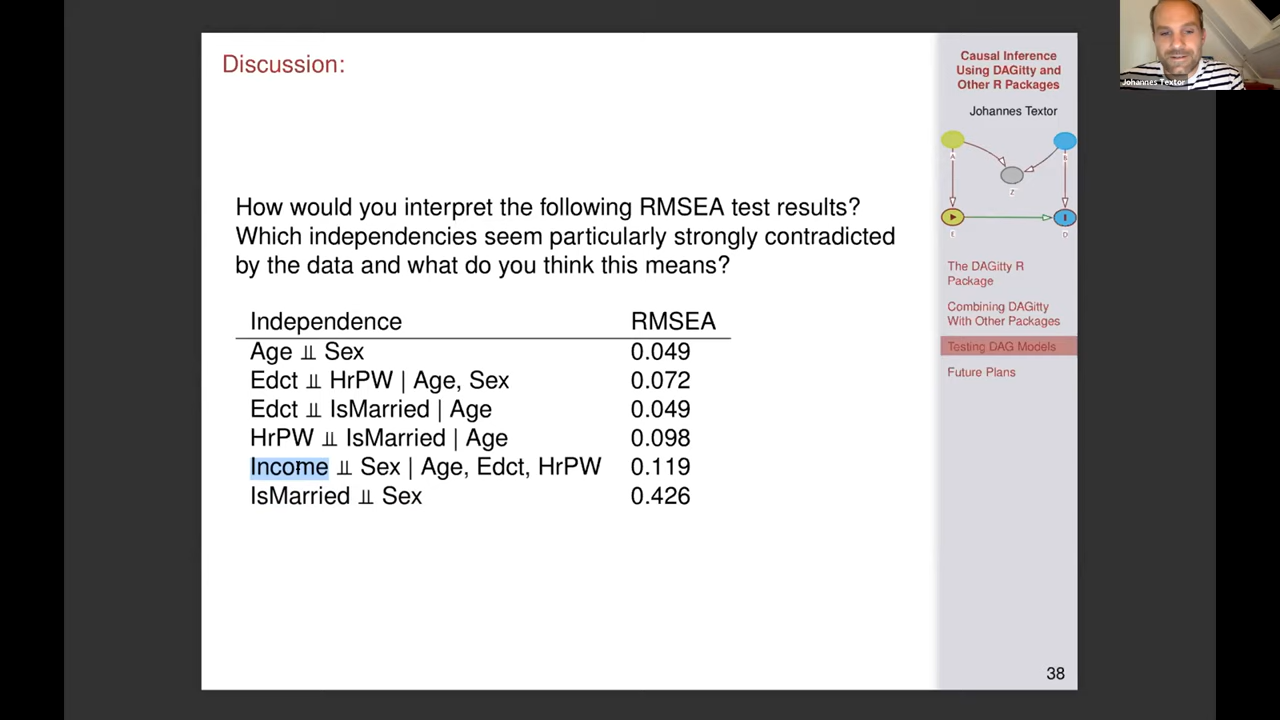 Discussion:
How would you interpret the following RMSEA test results?
Which independencies seem particularly strongly contradicted
by the data and what do you think this means?
Independence RMSEA
Age ⫫ Sex 0.049
Edct ⫫ HrPW | Age, Sex 0.072
Edct ⫫ IsMarried | Age 0.049
HrPW ⫫ IsMarried | Age 0.098
Income ⫫ Sex | Age, Edct, HrPW 0.119
IsMarried ⫫ Sex 0.426
Causal Inference
Using DAGitty and
Other R Packages
Johannes Textor
A
B
Z
E
D
The DAGitty R
Package
Combining DAGitty
With Other Packages
Testing DAG Models
Future Plans
38
Johannes Textor